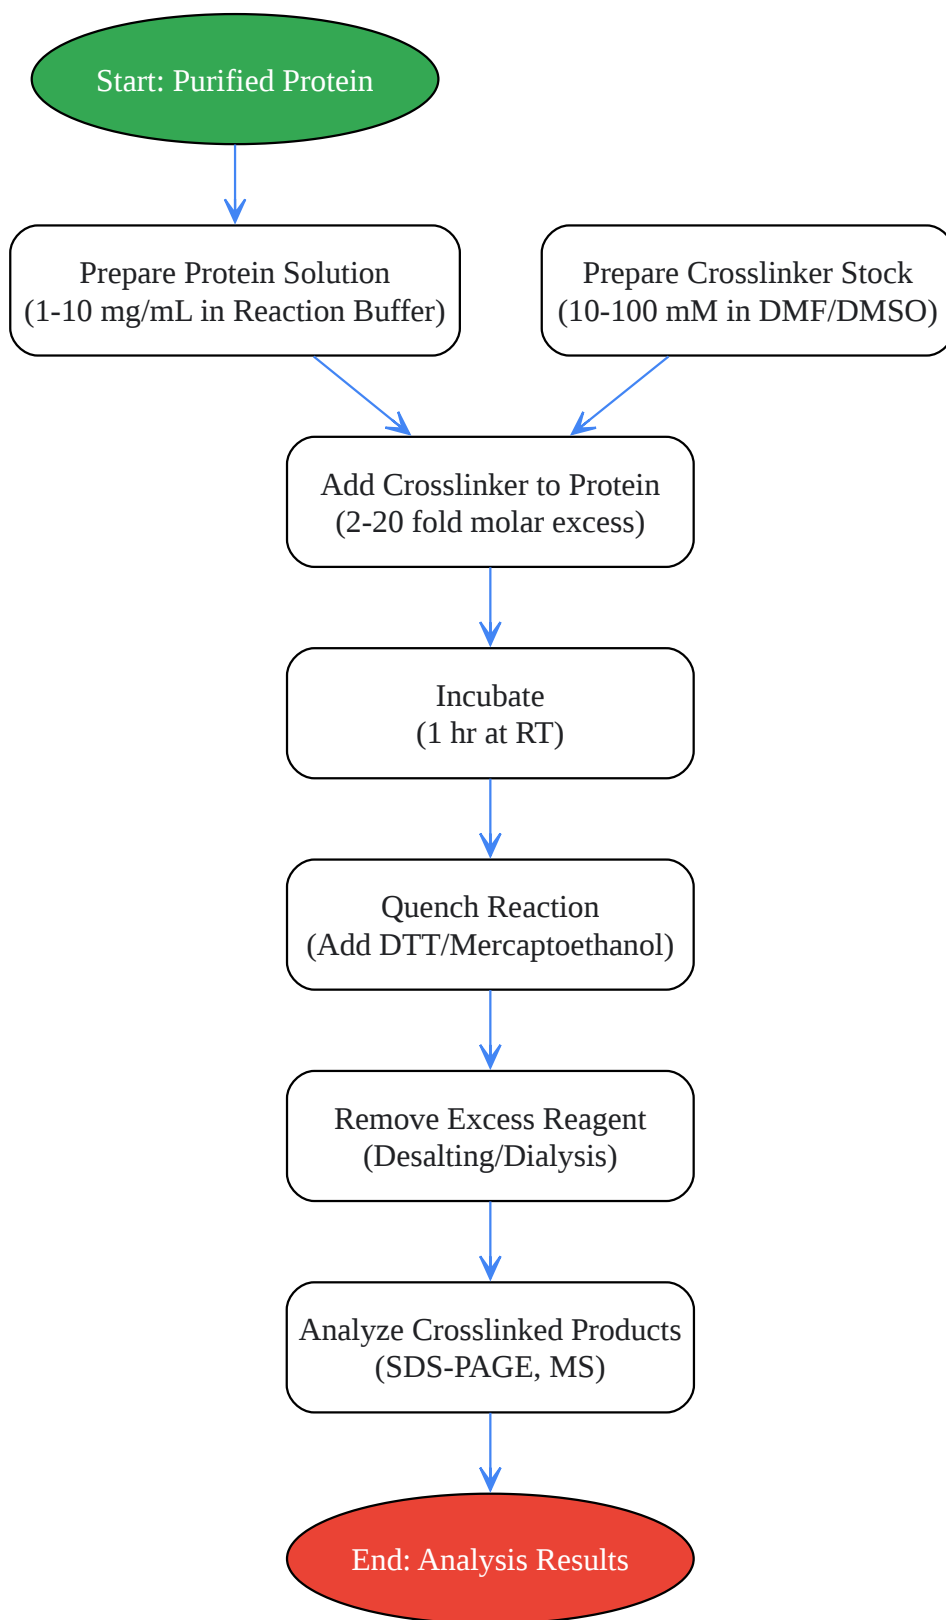 Start: Purified Protein
Prepare Protein Solution
(1-10 mg/mL in Reaction Buffer)
Prepare Crosslinker Stock
(10-100 mM in DMF/DMSO)
Add Crosslinker to Protein
(2-20 fold molar excess)
Incubate
(1 hr at RT)
Quench Reaction
(Add DTT/Mercaptoethanol)
Remove Excess Reagent
(Desalting/Dialysis)
Analyze Crosslinked Products
(SDS-PAGE, MS)
End: Analysis Results